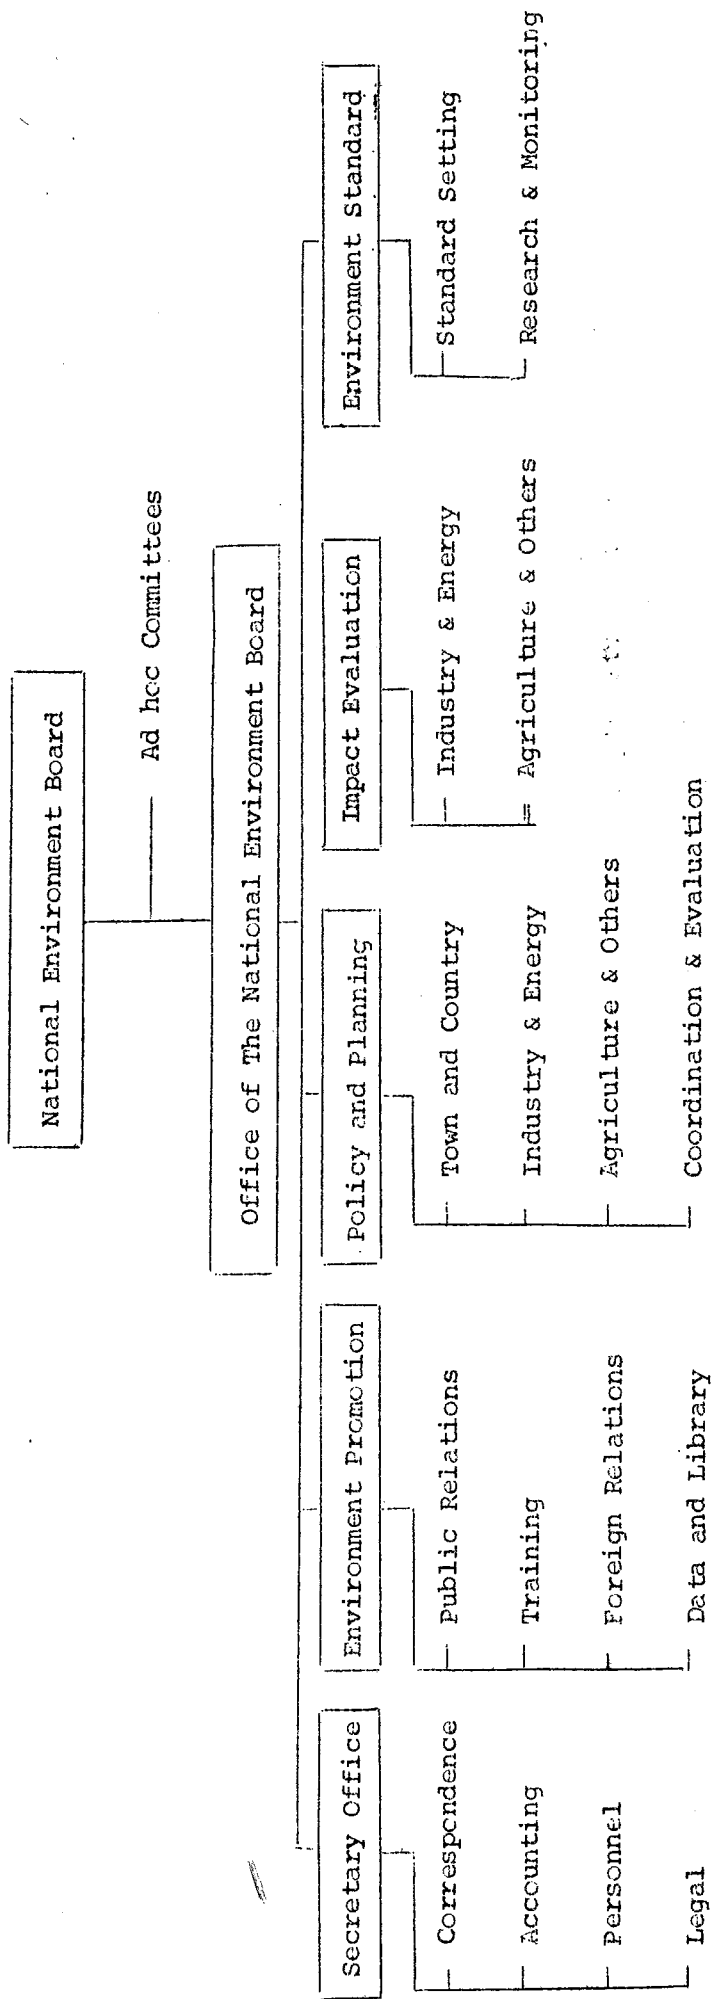 National Environment Board
Ad hoc Committees
Office of The National Environment Board
Secretary Office
Correspondence
Accounting
Personnel
Legal
Environment Promotion
Public Relations
Training
Foreign Relations
Data and Library
Policy and Planning
Town and Country
Industry & Energy
Agriculture & Others
Coordination & Evaluation
Impact Evaluation
Industry & Energy
Agriculture & Others
Environment Standard
Standard Setting
Research & Monitoring